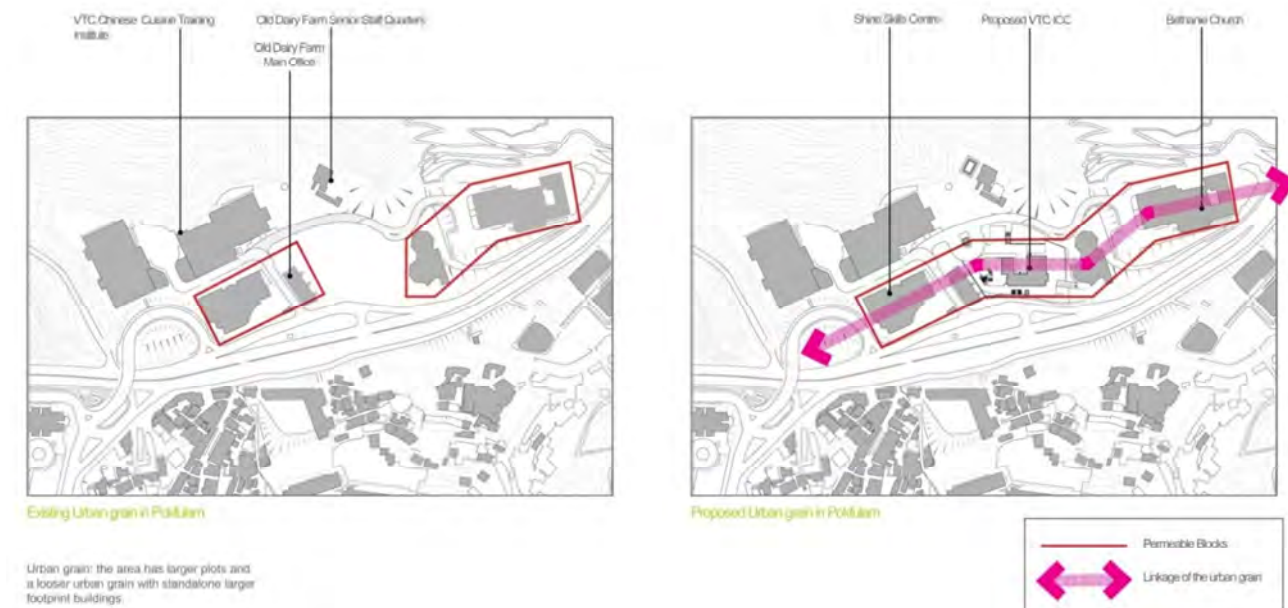 VTC Chinese Cuisine Training
Institute
Old Dairy Farm Senior Staff Quarters
Old Dairy Farm
Main Office
Shine Skills Centre
Proposed VTC ICC
Bethanie Church
Existing Urban grain in Pokfulam
Proposed Urban grain in Pokfulam
Urban grain: the area has larger plots and
a looser urban grain with standalone larger
footprint buildings
Permeable Blocks
Linkage of the urban grain